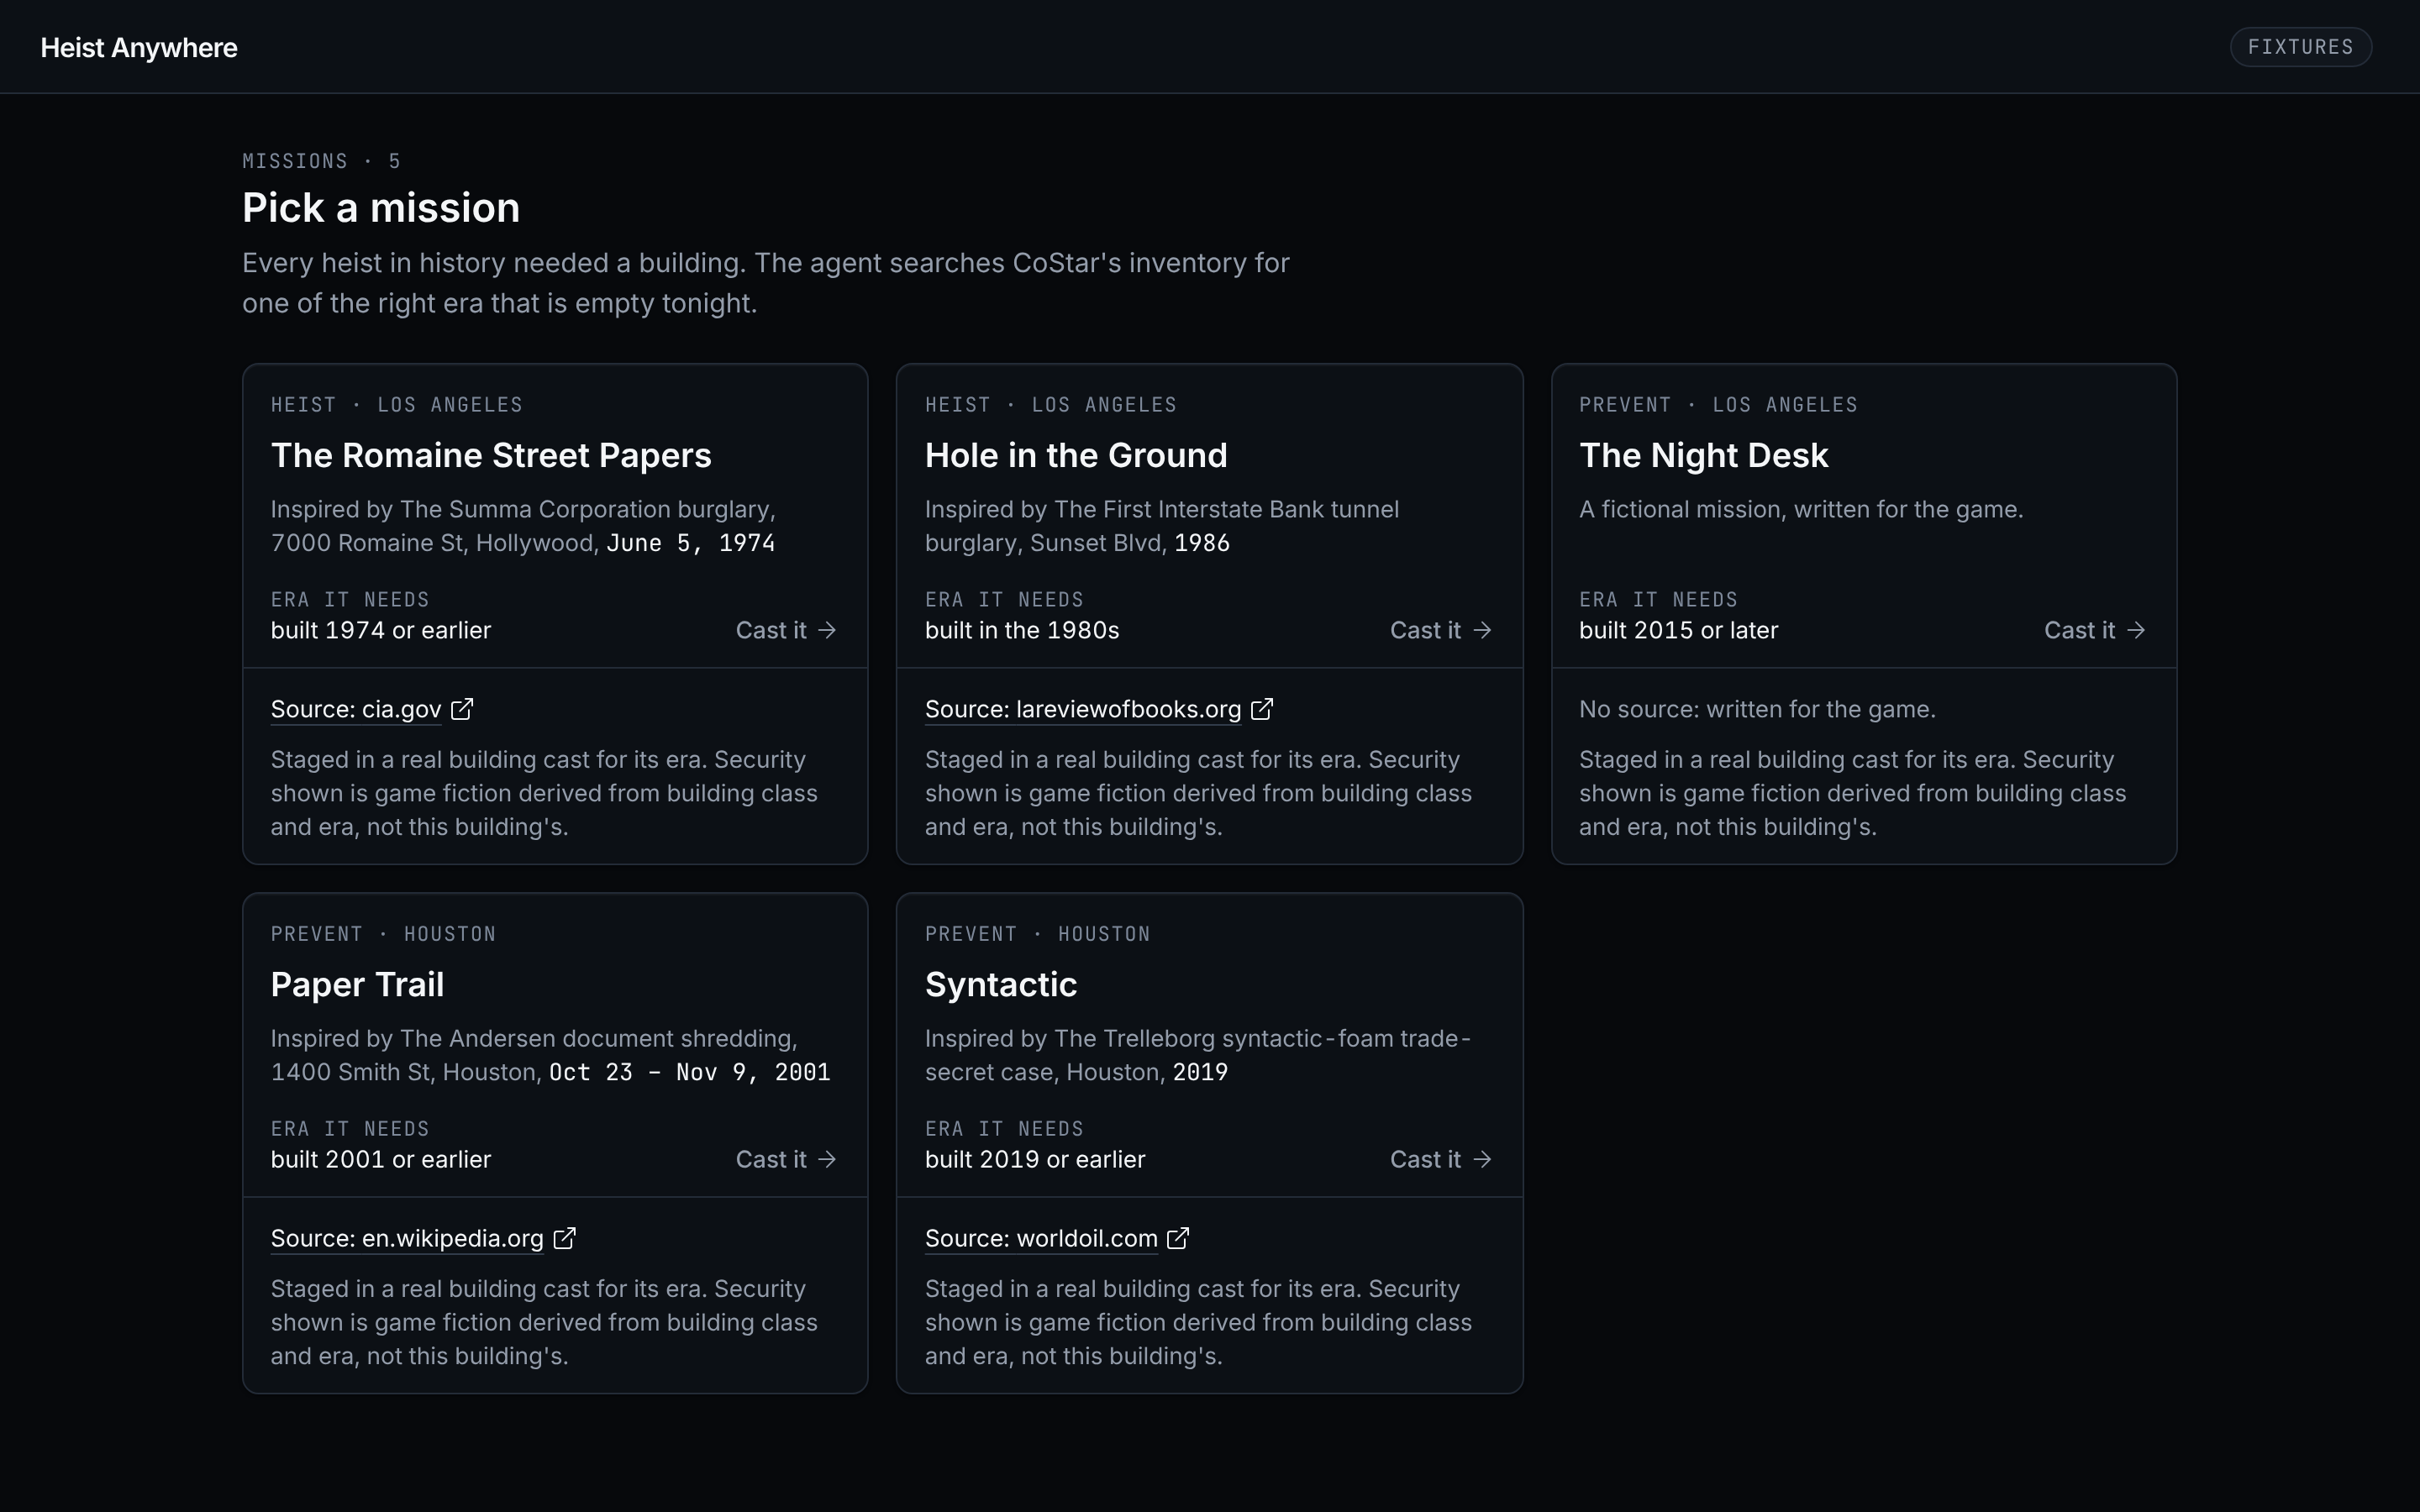 Heist Anywhere
FIXTURES
MISSIONS · 5
Pick a mission
Every heist in history needed a building. The agent searches CoStar's inventory for
one of the right era that is empty tonight.
HEIST · LOS ANGELES
The Romaine Street Papers
Inspired by The Summa Corporation burglary,
7000 Romaine St, Hollywood, June 5, 1974
ERA IT NEEDS
built 1974 or earlier
Cast it →
Source: cia.gov
Staged in a real building cast for its era. Security
shown is game fiction derived from building class
and era, not this building's.
HEIST · LOS ANGELES
Hole in the Ground
Inspired by The First Interstate Bank tunnel
burglary, Sunset Blvd, 1986
ERA IT NEEDS
built in the 1980s
Cast it →
Source: lareviewofbooks.org
Staged in a real building cast for its era. Security
shown is game fiction derived from building class
and era, not this building's.
PREVENT · LOS ANGELES
The Night Desk
A fictional mission, written for the game.
ERA IT NEEDS
built 2015 or later
Cast it →
No source: written for the game.
Staged in a real building cast for its era. Security
shown is game fiction derived from building class
and era, not this building's.
PREVENT · HOUSTON
Paper Trail
Inspired by The Andersen document shredding,
1400 Smith St, Houston, Oct 23 – Nov 9, 2001
ERA IT NEEDS
built 2001 or earlier
Cast it →
Source: en.wikipedia.org
Staged in a real building cast for its era. Security
shown is game fiction derived from building class
and era, not this building's.
PREVENT · HOUSTON
Syntactic
Inspired by The Trelleborg syntactic-foam trade-
secret case, Houston, 2019
ERA IT NEEDS
built 2019 or earlier
Cast it →
Source: worldoil.com
Staged in a real building cast for its era. Security
shown is game fiction derived from building class
and era, not this building's.